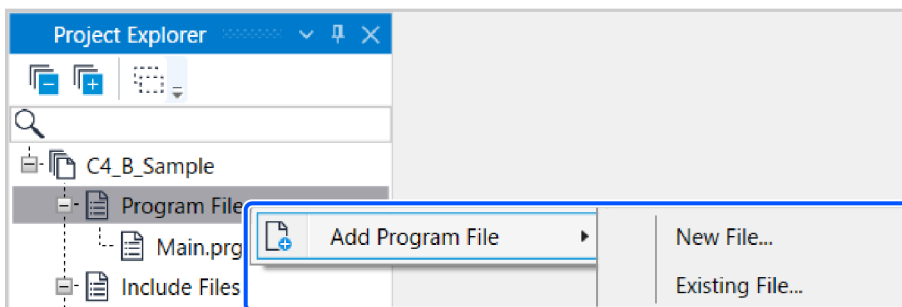 Project Explorer
C4_B_Sample
Program File
Main.prg
Include Files
Add Program File
New File...
Existing File...